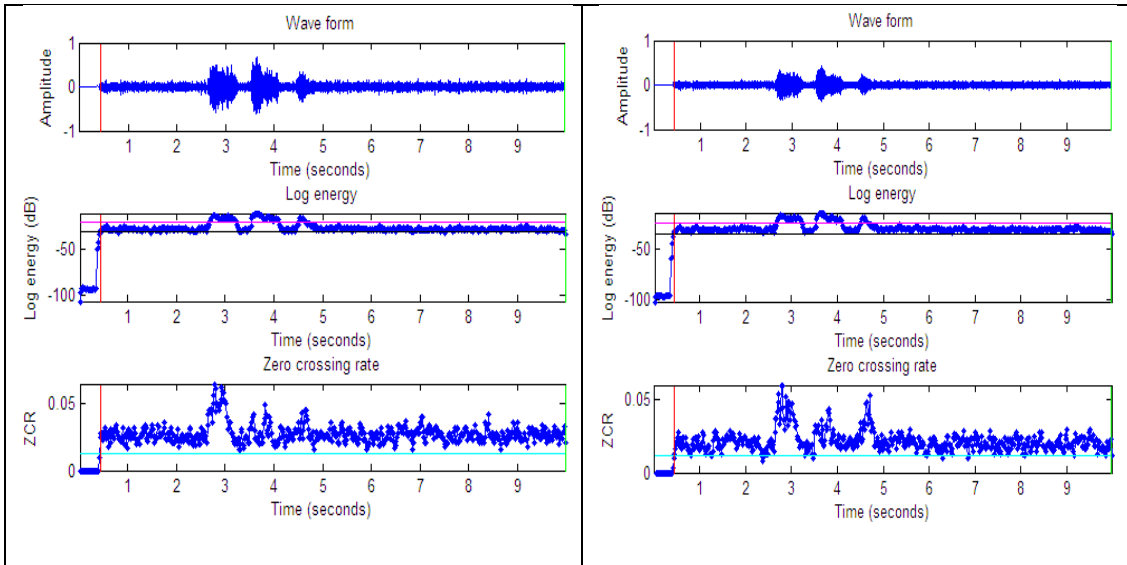 Wave form
1
0
-1
Amplitude
1 2 3 4 5 6 7 8 9
Time (seconds)
Log energy
-50
-100
Log energy (dB)
1 2 3 4 5 6 7 8 9
Time (seconds)
Zero crossing rate
0.05
0
ZCR
1 2 3 4 5 6 7 8 9
Time (seconds)
Wave form
1
0
-1
Amplitude
1 2 3 4 5 6 7 8 9
Time (seconds)
Log energy
-50
-100
Log energy (dB)
1 2 3 4 5 6 7 8 9
Time (seconds)
Zero crossing rate
0.05
0
ZCR
1 2 3 4 5 6 7 8 9
Time (seconds)